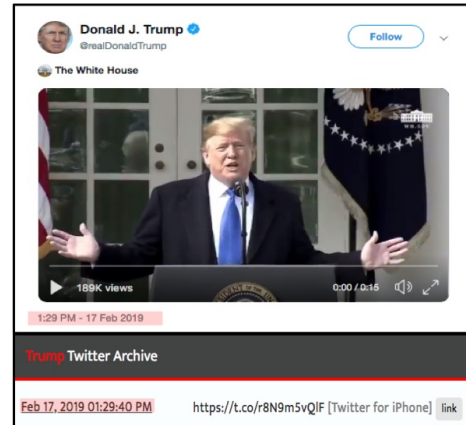 Donald J. Trump
@realDonaldTrump
Follow
The White House
189K views
0:00 / 0:15
1:29 PM - 17 Feb 2019
Trump Twitter Archive
Feb 17, 2019 01:29:40 PM https://t.co/r8N9m5vQlF [Twitter for iPhone] link